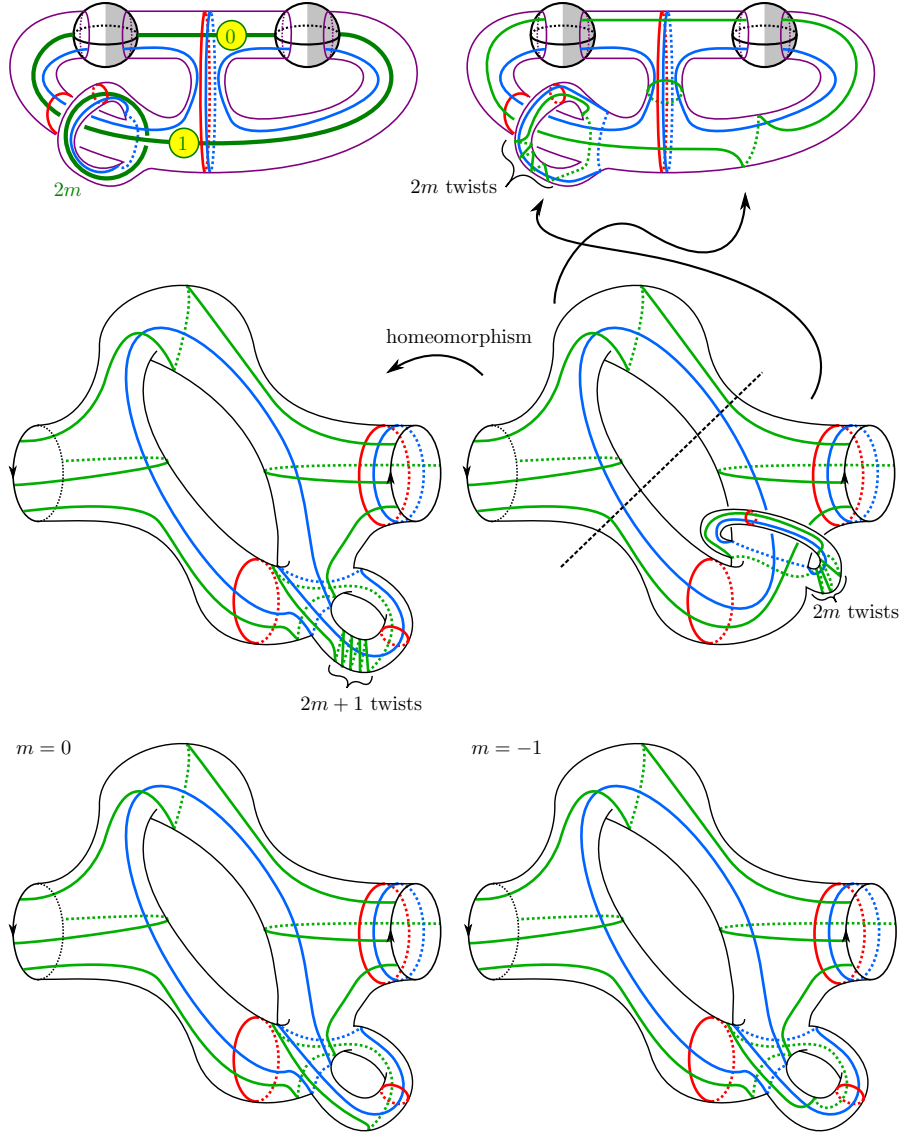 0
1
2m
2m twists
homeomorphism
2m twists
2m + 1 twists
m = 0
m = −1